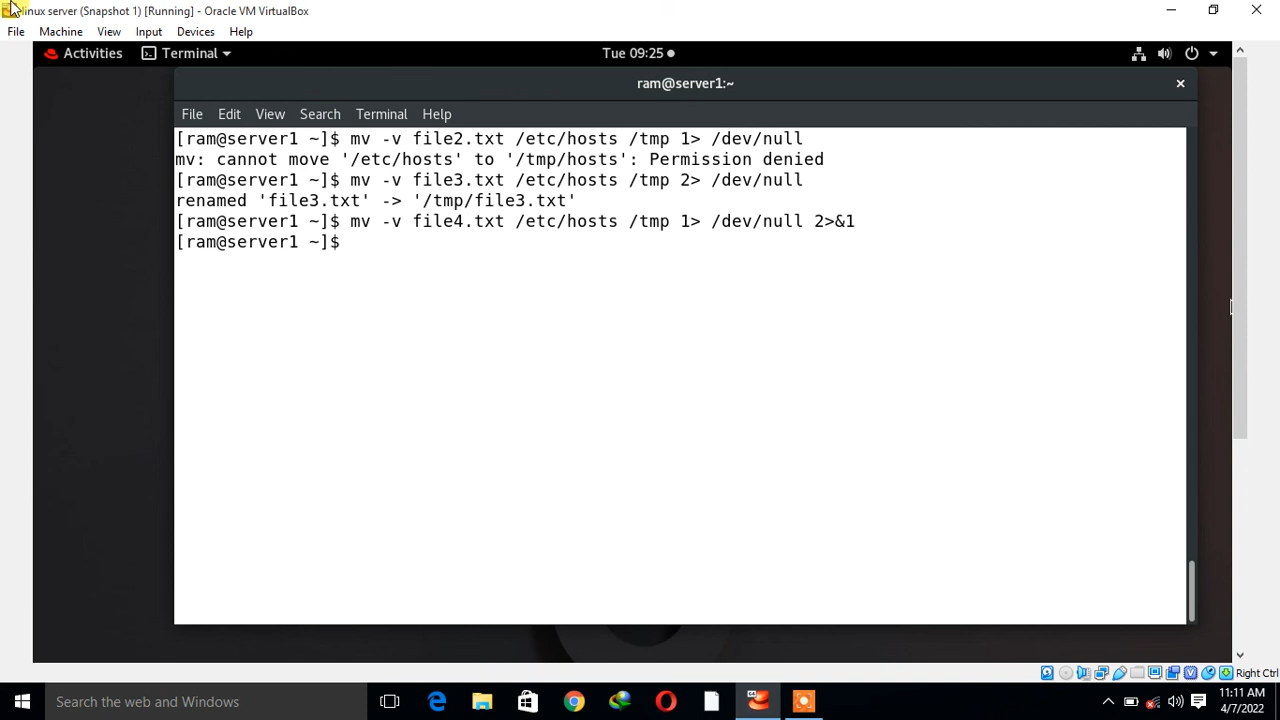 linux server (Snapshot 1) [Running] - Oracle VM VirtualBox
File Machine View Input Devices Help
Activities Terminal Tue 09:25
ram@server1:~
File Edit View Search Terminal Help
[ram@server1 ~]$ mv -v file2.txt /etc/hosts /tmp 1> /dev/null
mv: cannot move '/etc/hosts' to '/tmp/hosts': Permission denied
[ram@server1 ~]$ mv -v file3.txt /etc/hosts /tmp 2> /dev/null
renamed 'file3.txt' -> '/tmp/file3.txt'
[ram@server1 ~]$ mv -v file4.txt /etc/hosts /tmp 1> /dev/null 2>&1
[ram@server1 ~]$
Right Ctrl
Search the web and Windows
11:11 AM
4/7/2022